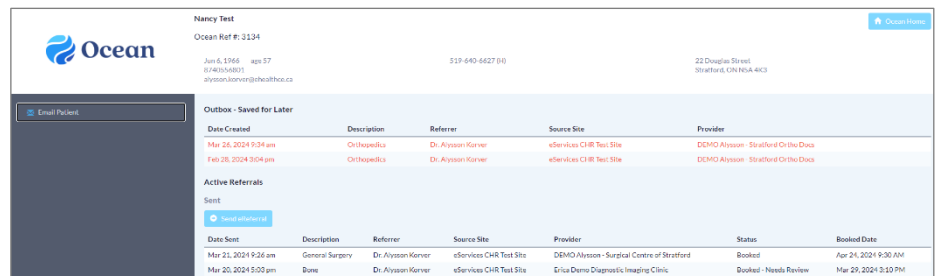 Nancy Test
Ocean Home
Ocean Ref #: 3134
Ocean
Jun 6, 1966 age 57
8740556801
alysson.korver@ehealthce.ca
519-640-6627 (H)
22 Douglas Street
Stratford, ON N5A 4K3
Email Patient
Outbox - Saved for Later
Date Created Description Referrer Source Site Provider
Mar 26, 2024 9:34 am Orthopedics Dr. Alysson Korver eServices CHR Test Site DEMO Alysson - Stratford Ortho Docs
Feb 28, 2024 3:04 pm Orthopedics Dr. Alysson Korver eServices CHR Test Site DEMO Alysson - Stratford Ortho Docs
Active Referrals
Sent
Send eReferral
Date Sent Description Referrer Source Site Provider Status Booked Date
Mar 21, 2024 9:26 am General Surgery Dr. Alysson Korver eServices CHR Test Site DEMO Alysson - Surgical Centre of Stratford Booked Apr 24, 2024 9:30 AM
Mar 20, 2024 5:03 pm Bone Dr. Alysson Korver eServices CHR Test Site Erica Demo Diagnostic Imaging Clinic Booked - Needs Review Mar 29, 2024 3:10 PM